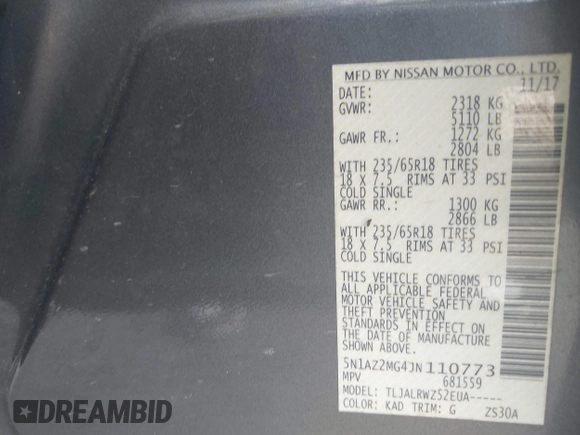 MFD BY NISSAN MOTOR CO., LTD.
DATE: 11/17
GVWR: 2318 KG
5110 LB
GAWR FR.: 1272 KG
2804 LB
WITH 235/65R18 TIRES
18 X 7.5 RIMS AT 33 PSI
COLD SINGLE
GAWR RR.: 1300 KG
2866 LB
WITH 235/65R18 TIRES
18 X 7.5 RIMS AT 33 PSI
COLD SINGLE
THIS VEHICLE CONFORMS TO
ALL APPLICABLE FEDERAL
MOTOR VEHICLE SAFETY AND
THEFT PREVENTION
STANDARDS IN EFFECT ON
THE DATE OF MANUFACTURE
SHOWN ABOVE.
5N1AZ2MG4JN110773
MPV 681559
MODEL: TLJALRWZ52EUA-----
COLOR: KAD TRIM: G ZS30A
DREAMBID.COM